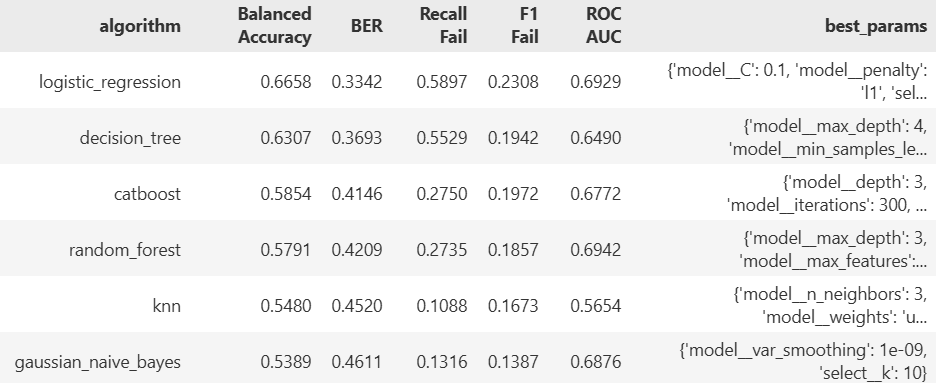 algorithm Balanced Accuracy BER Recall Fail F1 Fail ROC AUC best_params
logistic_regression 0.6658 0.3342 0.5897 0.2308 0.6929 {'model__C': 0.1, 'model__penalty':
'l1', 'sel...
decision_tree 0.6307 0.3693 0.5529 0.1942 0.6490 {'model__max_depth': 4,
'model__min_samples_le...
catboost 0.5854 0.4146 0.2750 0.1972 0.6772 {'model__depth': 3,
'model__iterations': 300, ...
random_forest 0.5791 0.4209 0.2735 0.1857 0.6942 {'model__max_depth': 3,
'model__max_features':...
knn 0.5480 0.4520 0.1088 0.1673 0.5654 {'model__n_neighbors': 3,
'model__weights': 'u...
gaussian_naive_bayes 0.5389 0.4611 0.1316 0.1387 0.6876 {'model__var_smoothing': 1e-09,
'select__k': 10}